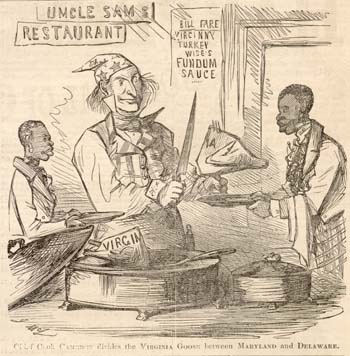 UNCLE SAM'S
RESTAURANT
BILL FARE
VIRGINNY
TURKEY
WISE'S
FUNDUM
SAUCE
VIRGIN
Chief Cook CAMERON divides the VIRGINIA GOOSE between MARYLAND and DELAWARE.